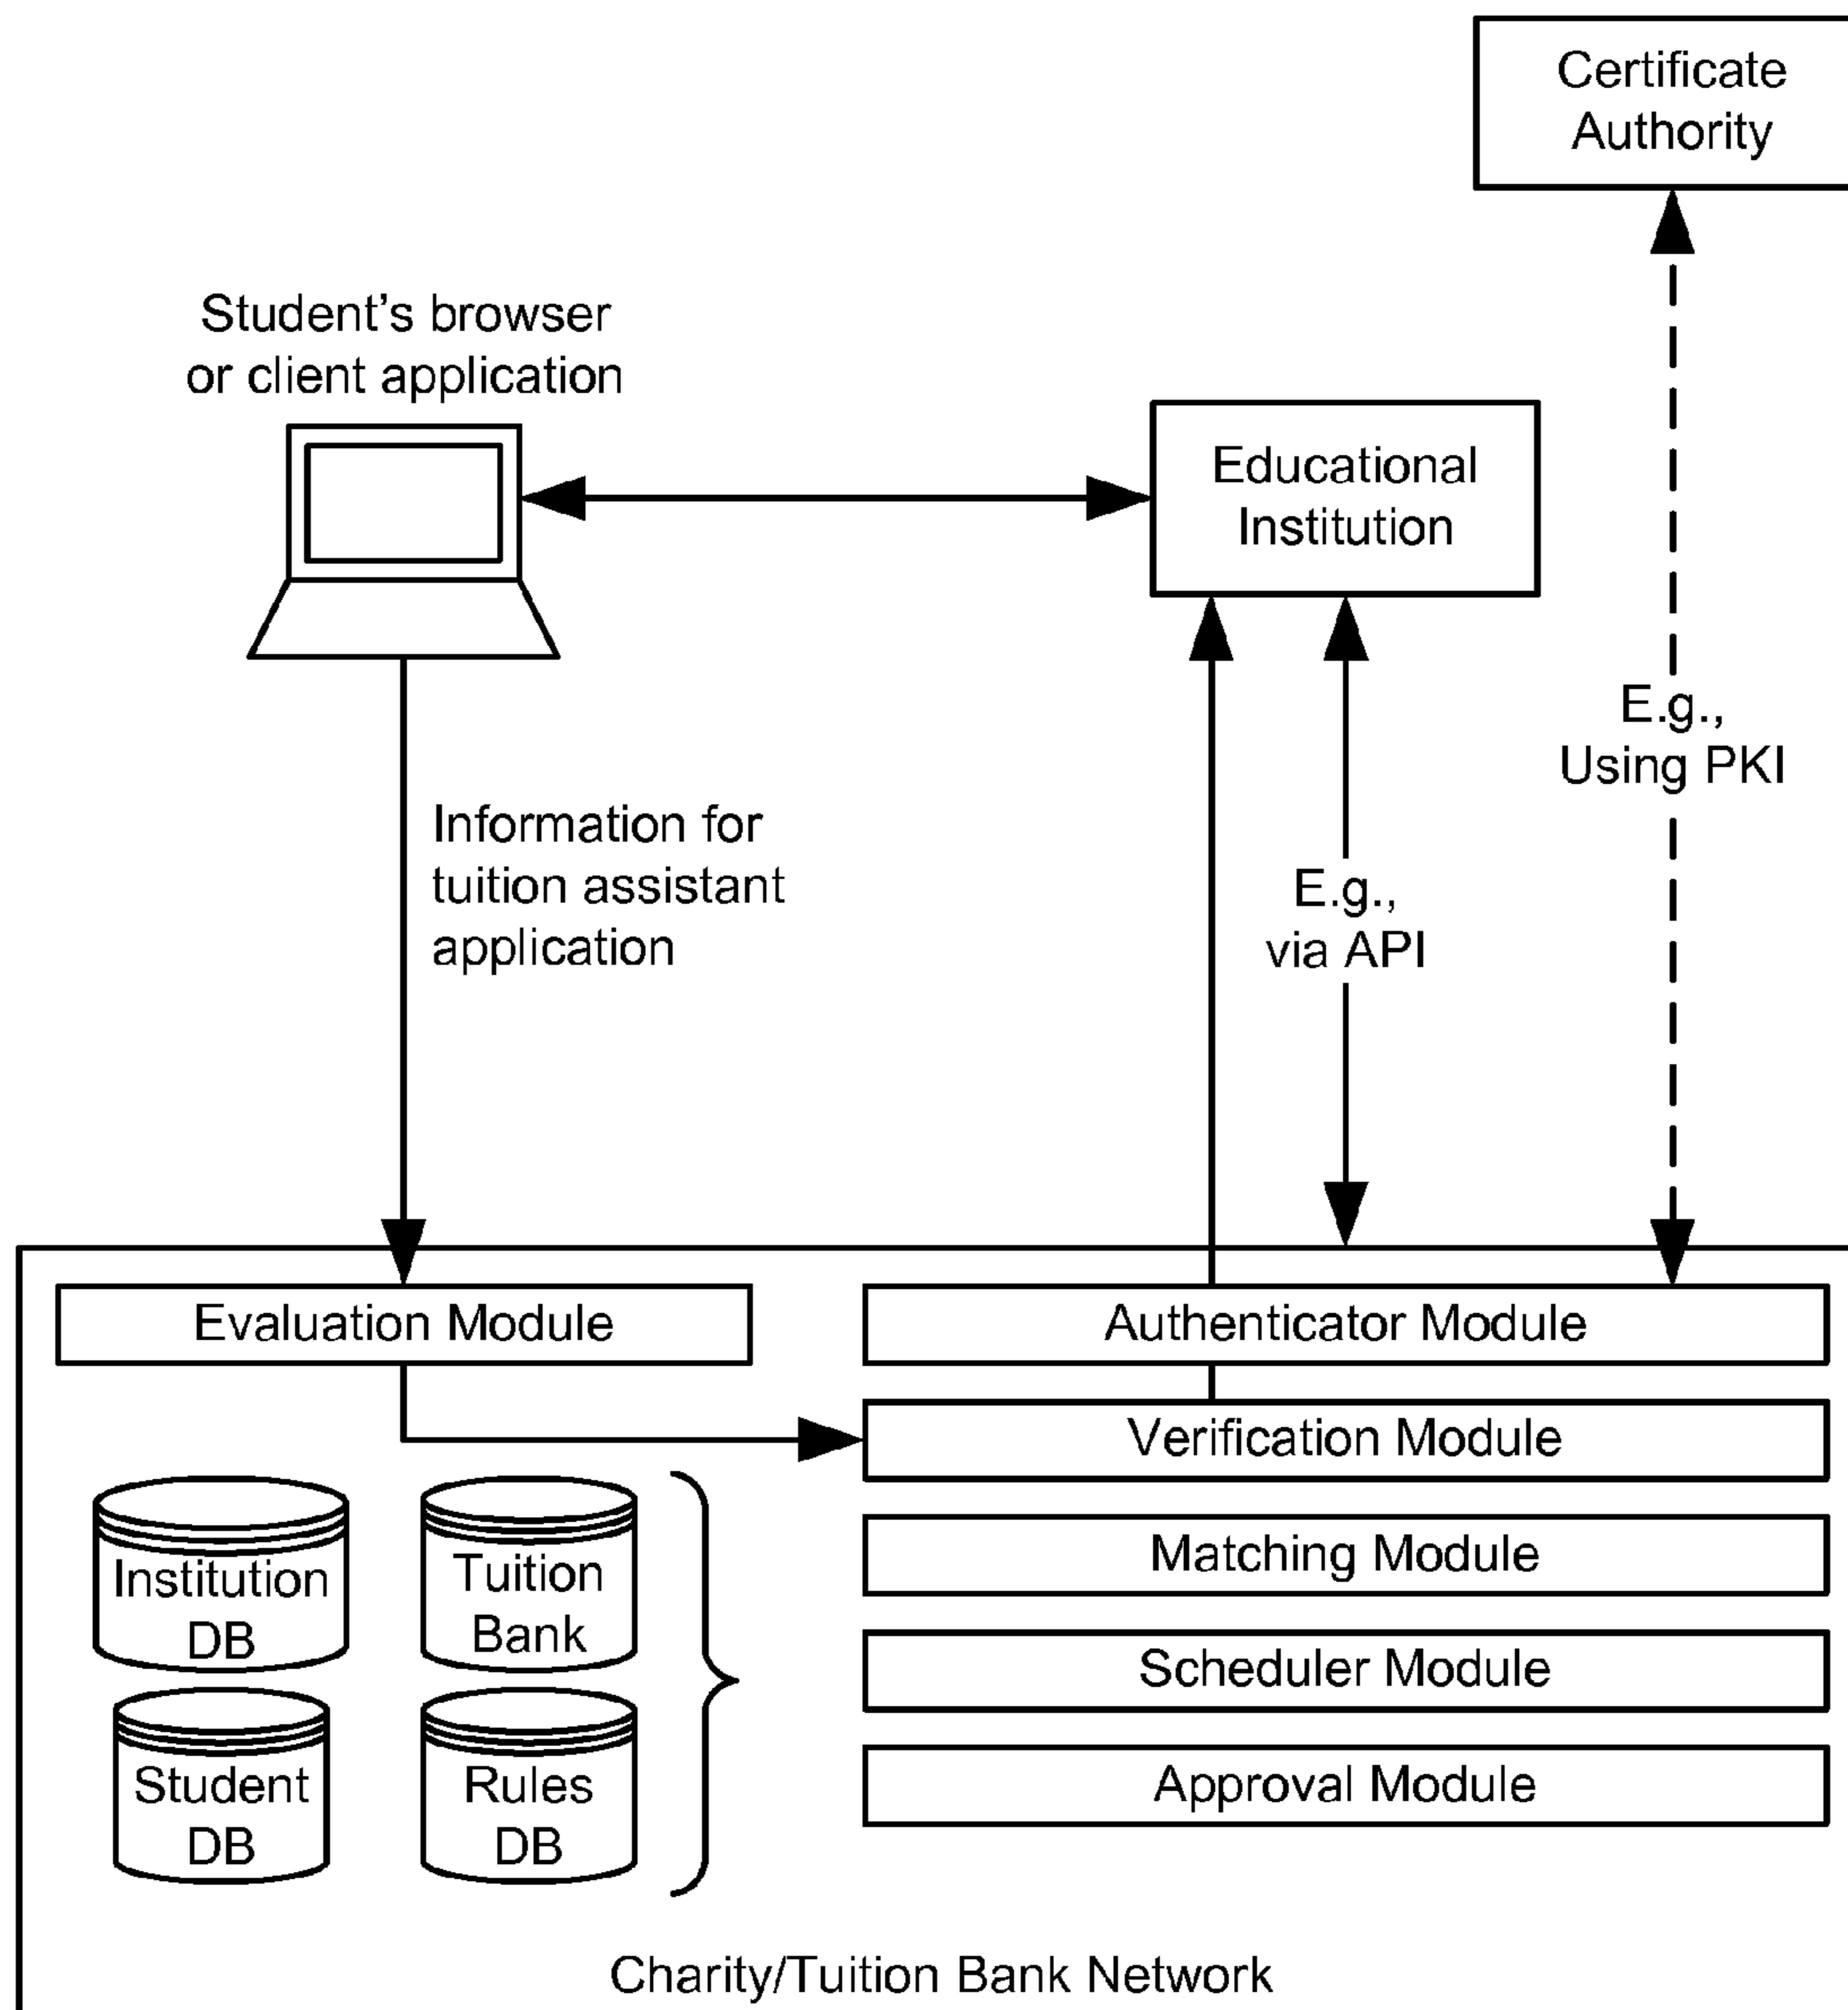 Certificate
Authority
Student's browser
or client application
Educational
Institution
E.g.,
Using PKI
Information for
tuition assistant
application
E.g.,
via API
Evaluation Module
Authenticator Module
Verification Module
Institution
DB
Tuition
Bank
Matching Module
Scheduler Module
Student
DB
Rules
DB
Approval Module
Charity/Tuition Bank Network